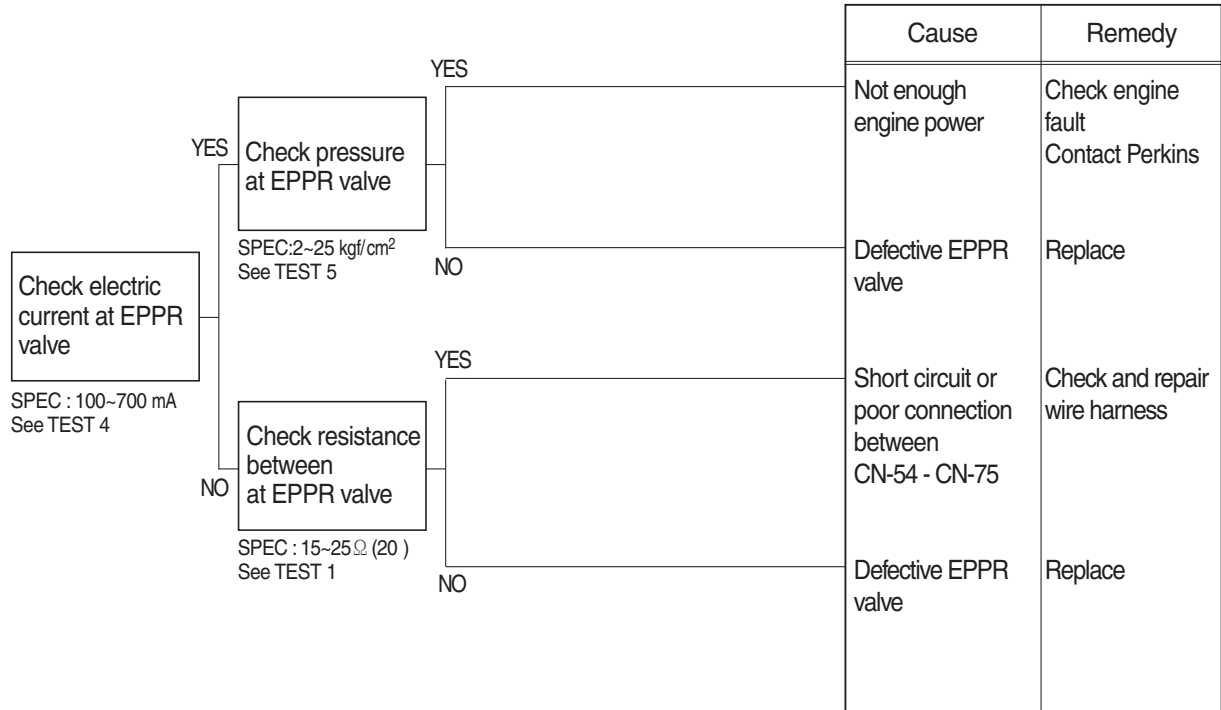 Cause
Remedy
YES
Not enough
engine power
Check engine
fault
Contact Perkins
YES
Check pressure
at EPPR valve
SPEC:2~25 kgf/cm²
See TEST 5
NO
Defective EPPR
valve
Replace
Check electric
current at EPPR
valve
SPEC : 100~700 mA
See TEST 4
YES
Short circuit or
poor connection
between
CN-54 - CN-75
Check and repair
wire harness
NO
Check resistance
between
at EPPR valve
SPEC : 15~25Ω (20 )
See TEST 1
NO
Defective EPPR
valve
Replace